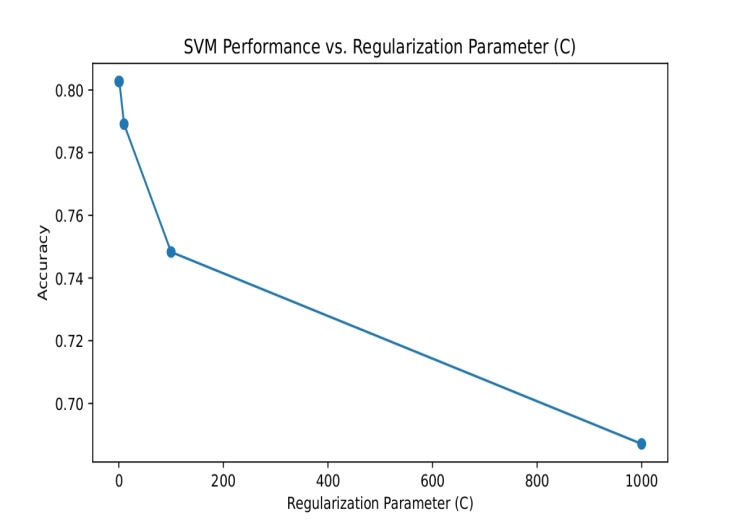 SVM Performance vs. Regularization Parameter (C)
0.80
0.78
0.76
0.74
0.72
0.70
Accuracy
0 200 400 600 800 1000
Regularization Parameter (C)